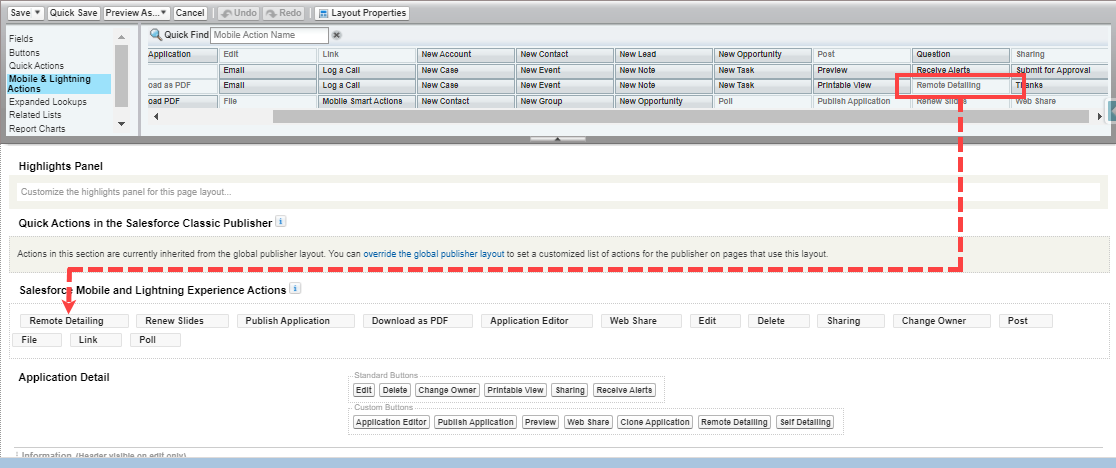 Save Quick Save Preview As... Cancel Undo Redo Layout Properties
Fields
Buttons
Quick Actions
Mobile & Lightning
Actions
Expanded Lookups
Related Lists
Report Charts
Quick Find Mobile Action Name
Application Edit Link New Account New Contact New Lead New Opportunity Post Question Sharing
Email Log a Call New Case New Event New Note New Task Preview Receive Alerts Submit for Approval
oad as PDF Email Log a Call New Case New Event New Note New Task Printable View Remote Detailing Thanks
oad PDF File Mobile Smart Actions New Contact New Group New Opportunity Poll Publish Application Renew Slides Web Share
Highlights Panel
Customize the highlights panel for this page layout...
Quick Actions in the Salesforce Classic Publisher i
Actions in this section are currently inherited from the global publisher layout. You can override the global publisher layout to set a customized list of actions for the publisher on pages that use this layout.
Salesforce Mobile and Lightning Experience Actions i
Remote Detailing Renew Slides Publish Application Download as PDF Application Editor Web Share Edit Delete Sharing Change Owner Post
File Link Poll
Application Detail
Standard Buttons
Edit Delete Change Owner Printable View Sharing Receive Alerts
Custom Buttons
Application Editor Publish Application Preview Web Share Clone Application Remote Detailing Self Detailing
Information (Header visible on edit only)